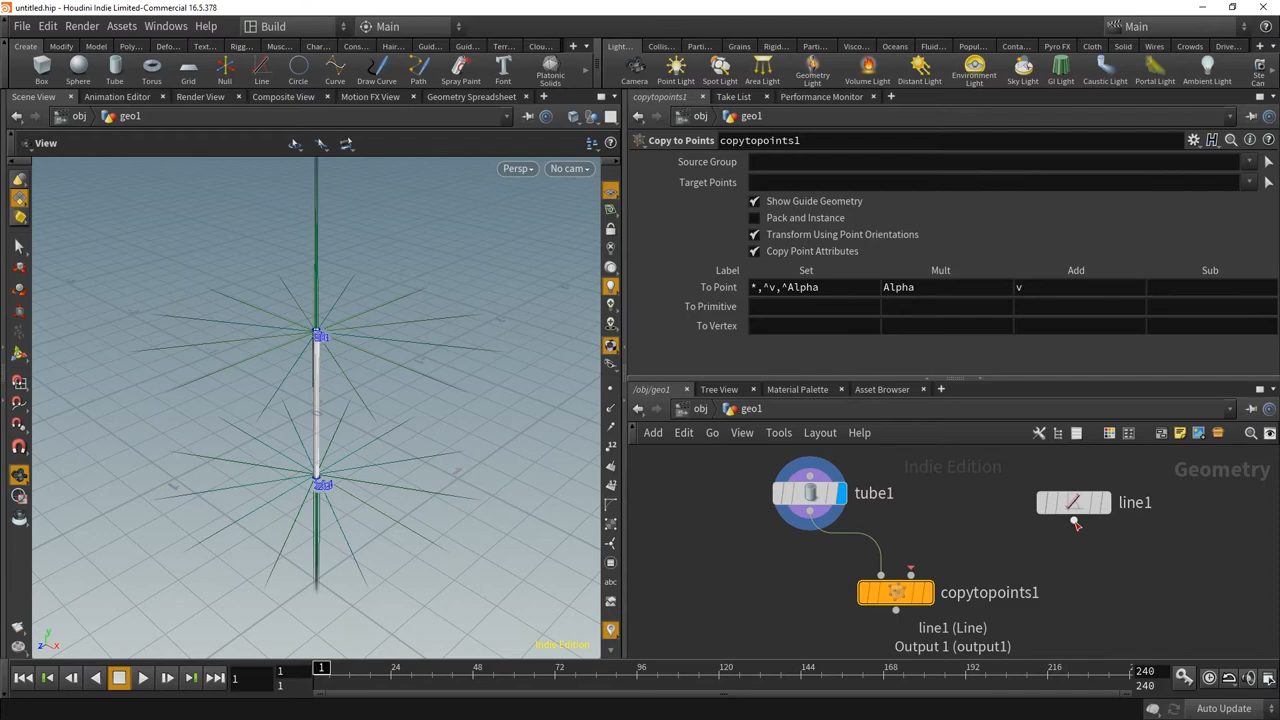 untitled.hip - Houdini Indie Limited-Commercial 16.5.378
File Edit Render Assets Windows Help Build Main Main
Create Modify Model Poly... Defo... Text... Rigg... Musc... Char... Cons... Hair... Guid... Guid... Terr... Clou...
Light... Collis... Parti... Grains Rigid... Parti... Visco... Oceans Fluid... Popul... Conta... Pyro FX Cloth Solid Wires Crowds Drive...
Box Sphere Tube Torus Grid Null Line Circle Curve Draw Curve Path Spray Paint Font Platonic Solids
Camera Point Light Spot Light Area Light Geometry Light Volume Light Distant Light Environment Light Sky Light GI Light Caustic Light Portal Light Ambient Light Ste Can
Scene View Animation Editor Render View Composite View Motion FX View Geometry Spreadsheet
copytopoints1 Take List Performance Monitor
obj geo1
obj geo1
View
Persp No cam
Copy to Points copytopoints1
Source Group
Target Points
Show Guide Geometry
Pack and Instance
Transform Using Point Orientations
Copy Point Attributes
Label Set Mult Add Sub
To Point *,^v,^Alpha Alpha v
To Primitive
To Vertex
/obj/geo1 Tree View Material Palette Asset Browser
obj geo1
Add Edit Go View Tools Layout Help
Indie Edition Geometry
tube1
line1
copytopoints1
line1 (Line)
Output 1 (output1)
Indie Edition
1 1 1 1 24 48 72 96 120 144 168 192 216 2 240 240
Auto Update